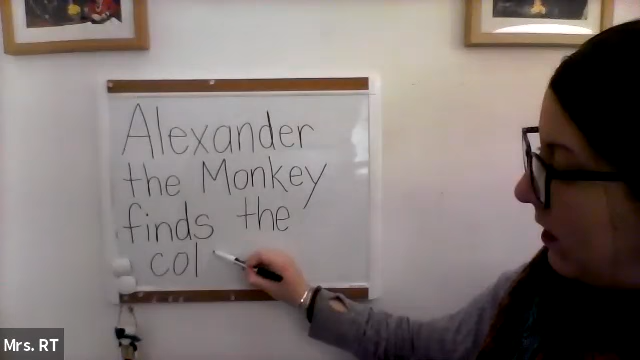 Alexander
the Monkey
finds the
col
Mrs. RT